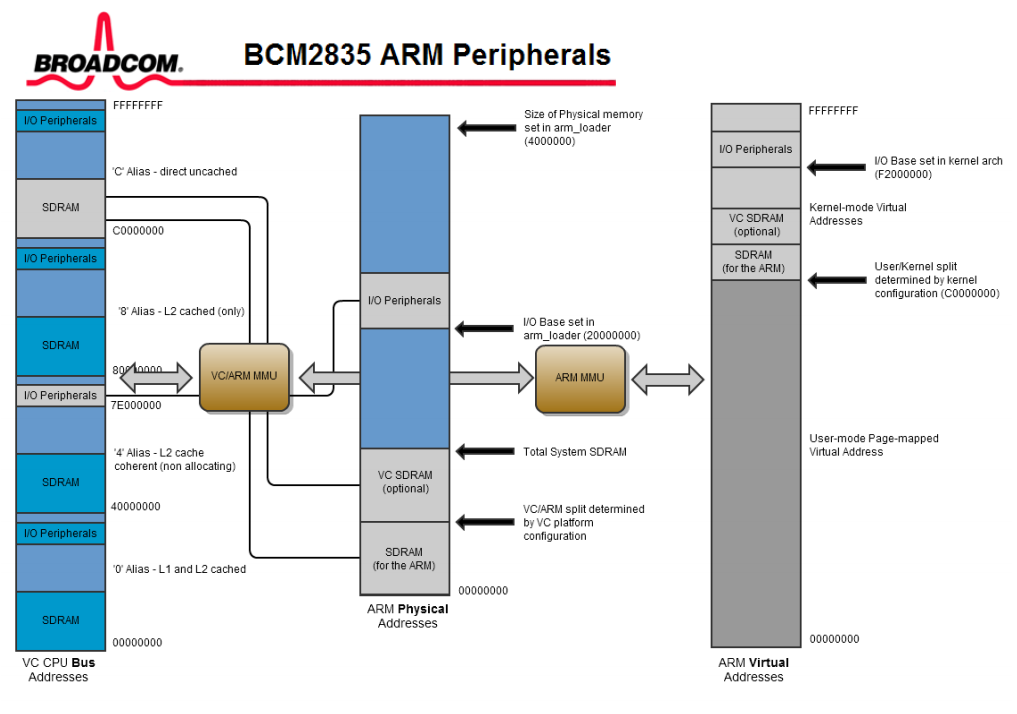 BROADCOM.
BCM2835 ARM Peripherals
FFFFFFFF
I/O Peripherals
'C' Alias - direct uncached
SDRAM
C0000000
I/O Peripherals
'8' Alias - L2 cached (only)
SDRAM
80000000
I/O Peripherals
7E000000
'4' Alias - L2 cache
coherent (non allocating)
SDRAM
40000000
I/O Peripherals
'0' Alias - L1 and L2 cached
SDRAM
00000000
VC CPU Bus
Addresses
VC/ARM MMU
Size of Physical memory
set in arm_loader
(4000000)
I/O Peripherals
I/O Base set in
arm_loader (20000000)
Total System SDRAM
VC SDRAM
(optional)
VC/ARM split determined
by VC platform
configuration
SDRAM
(for the ARM)
00000000
ARM Physical
Addresses
ARM MMU
FFFFFFFF
I/O Peripherals
I/O Base set in kernel arch
(F2000000)
Kernel-mode Virtual
Addresses
VC SDRAM
(optional)
SDRAM
(for the ARM)
User/Kernel split
determined by kernel
configuration (C0000000)
User-mode Page-mapped
Virtual Address
00000000
ARM Virtual
Addresses